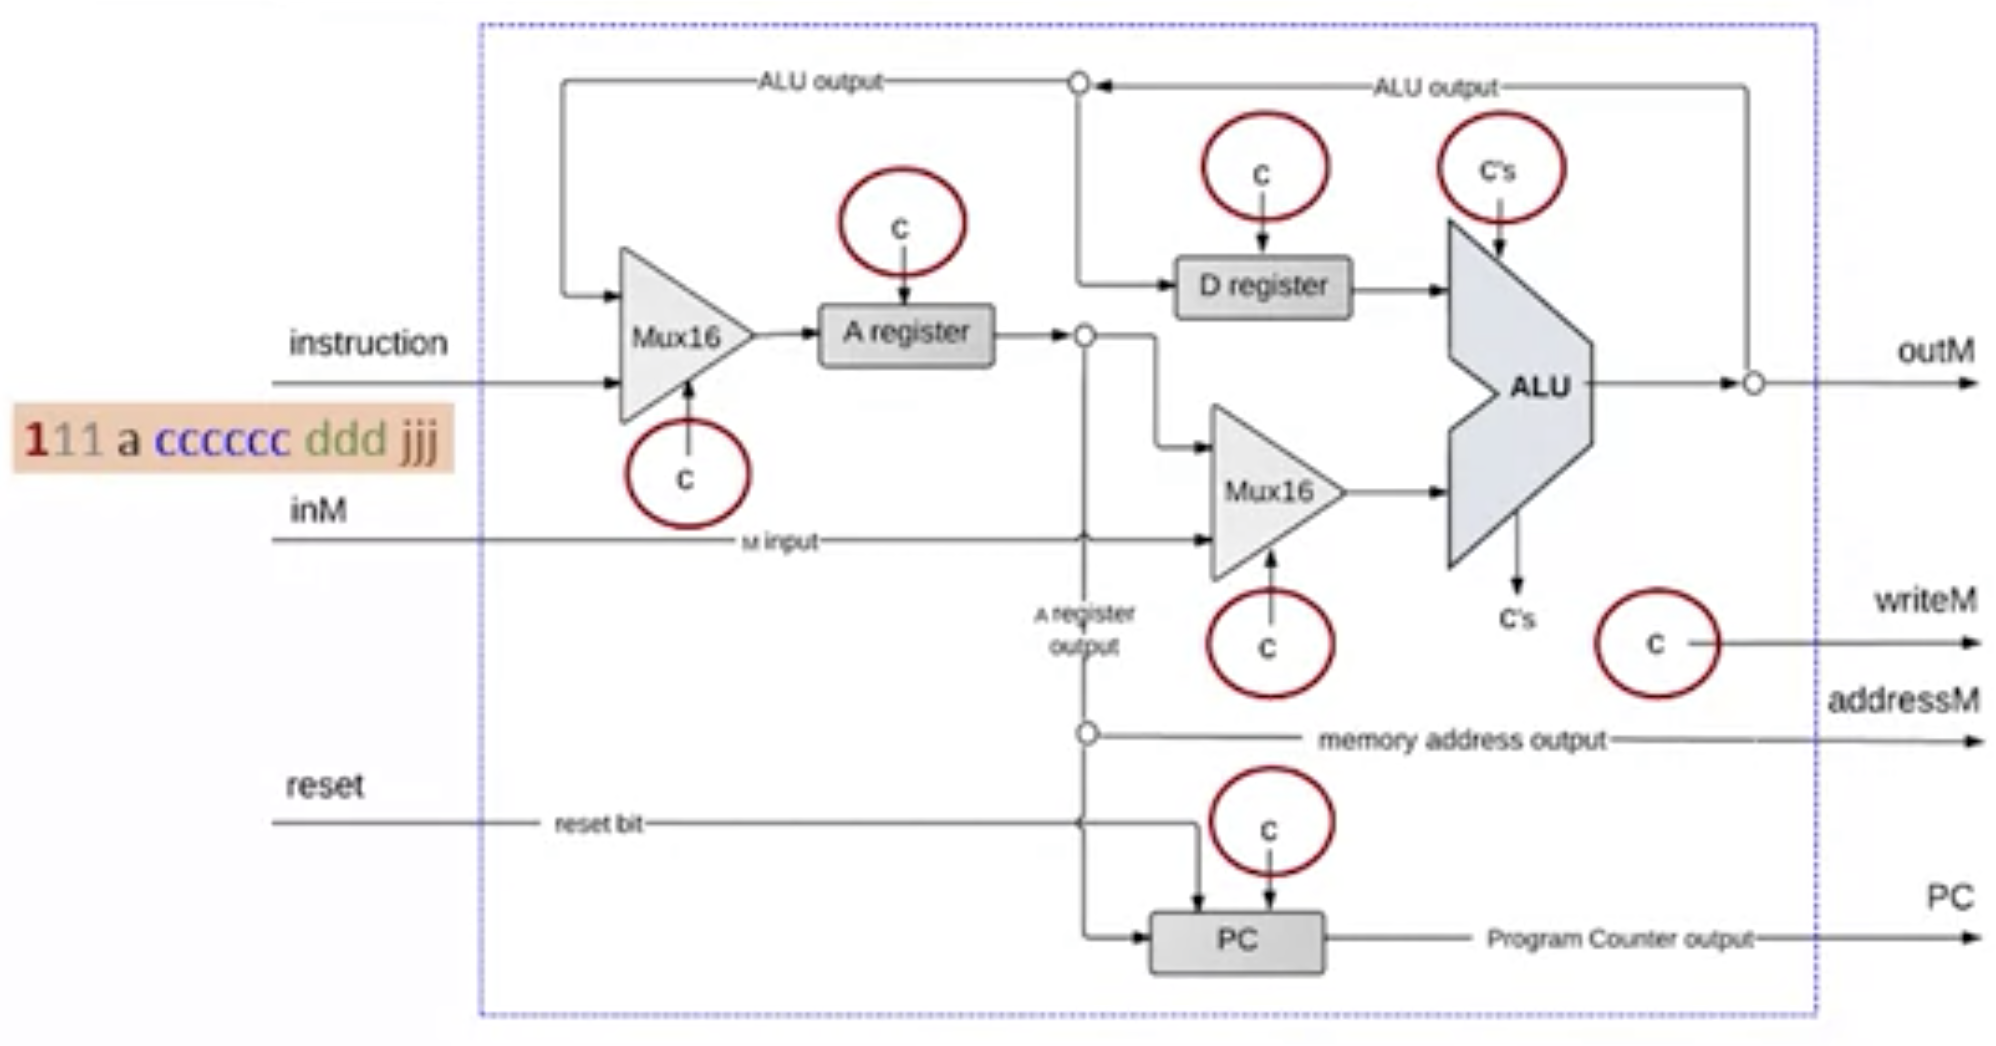 ALU output
ALU output
c
C's
c
D register
instruction
Mux16
A register
outM
ALU
111 a cccccc ddd jjj
c
Mux16
inM
M input
A register
output
c
C's
c
writeM
addressM
memory address output
reset
reset bit
c
PC
PC
Program Counter output